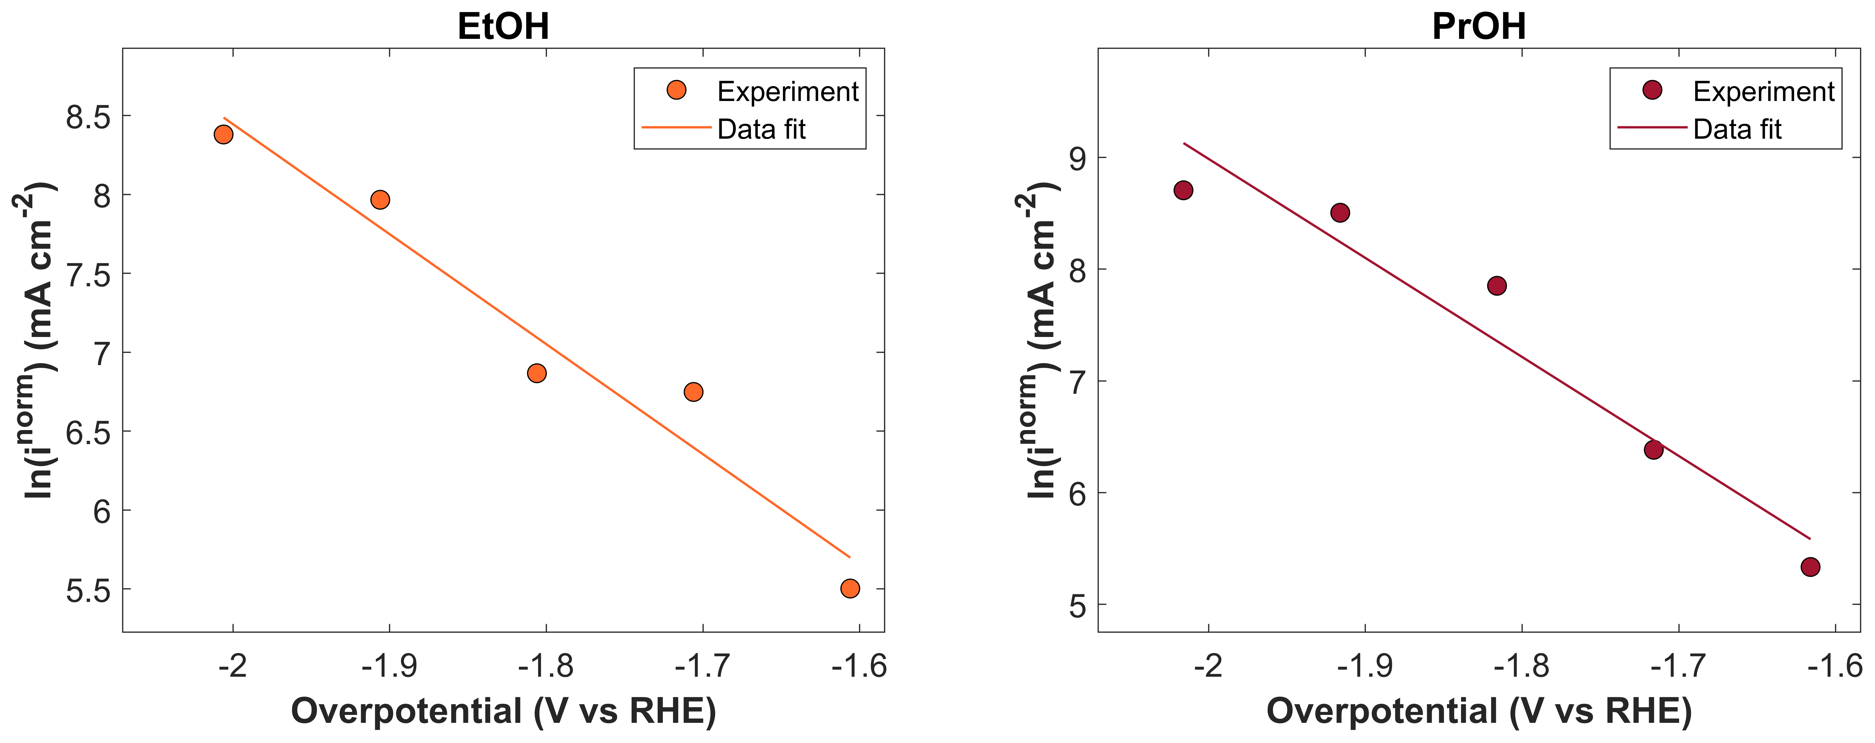 EtOH
Experiment
Data fit
8.5
8
7.5
7
6.5
6
5.5
-2
-1.9
-1.8
-1.7
-1.6
ln(i^norm) (mA cm^-2)
Overpotential (V vs RHE)
PrOH
Experiment
Data fit
9
8
7
6
5
-2
-1.9
-1.8
-1.7
-1.6
ln(i^norm) (mA cm^-2)
Overpotential (V vs RHE)